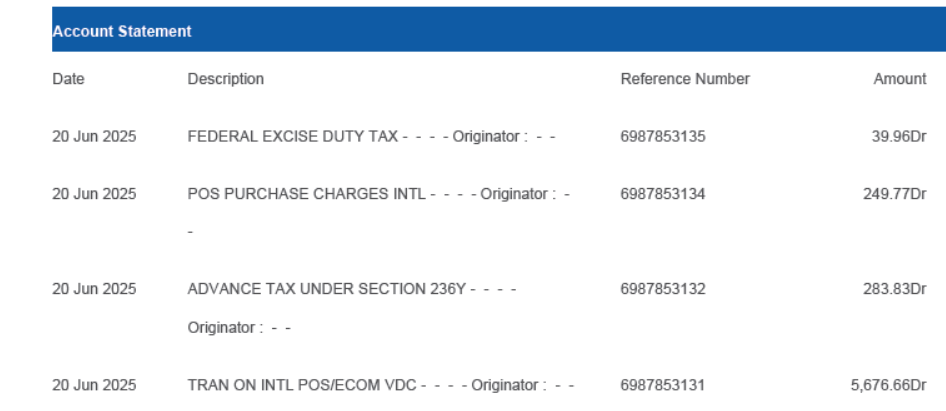 Account Statement
Date Description Reference Number Amount
20 Jun 2025 FEDERAL EXCISE DUTY TAX - - - - Originator : - - 6987853135 39.96Dr
20 Jun 2025 POS PURCHASE CHARGES INTL - - - - Originator : - 6987853134 249.77Dr
-
20 Jun 2025 ADVANCE TAX UNDER SECTION 236Y - - - - 6987853132 283.83Dr
Originator : - -
20 Jun 2025 TRAN ON INTL POS/ECOM VDC - - - - Originator : - - 6987853131 5,676.66Dr